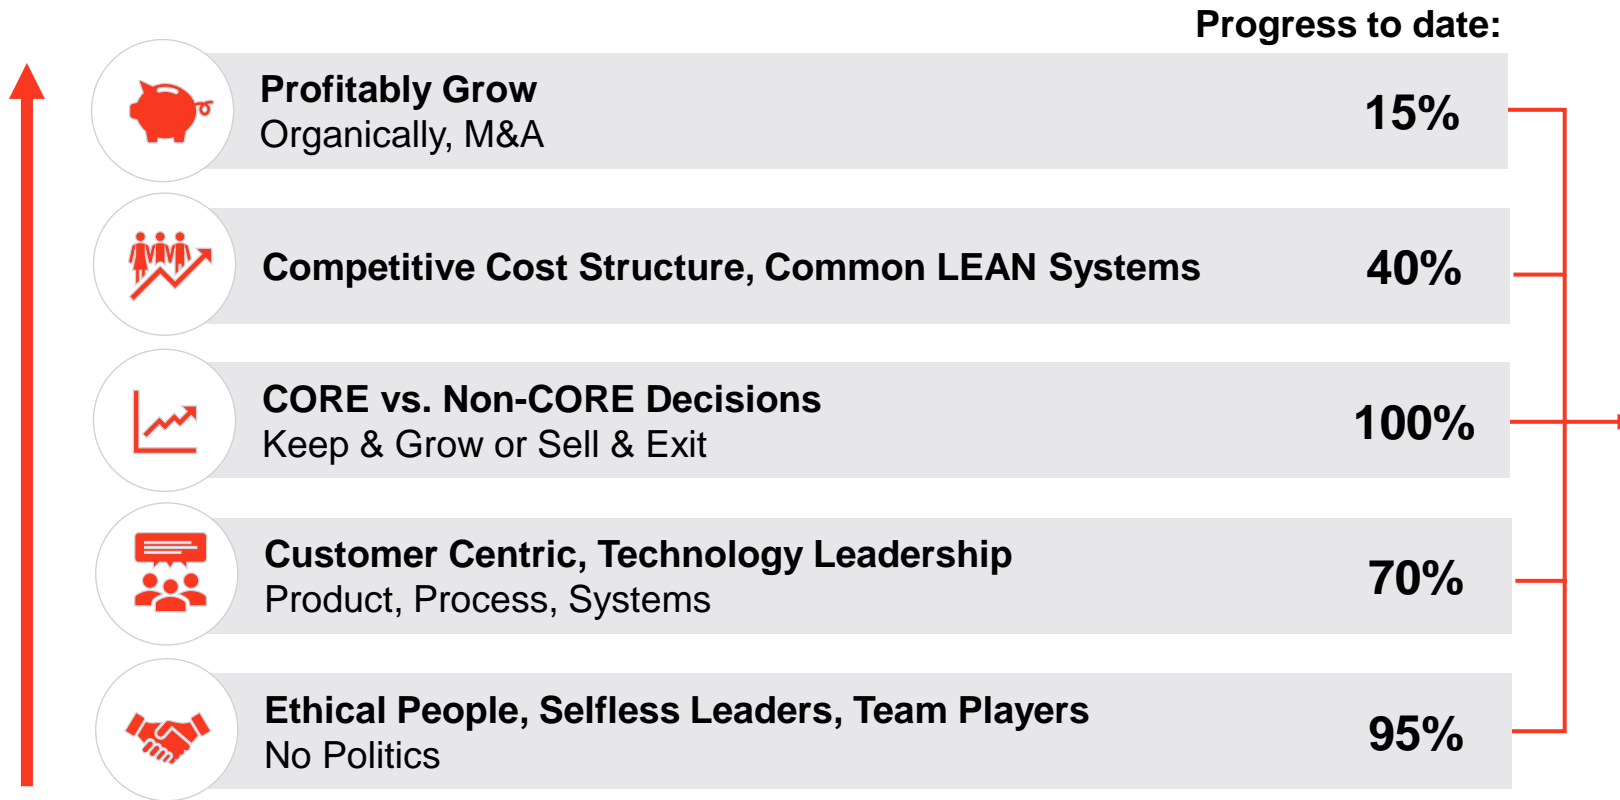 Progress to date:
Profitably Grow
Organically, M&A
15%
Competitive Cost Structure, Common LEAN Systems
40%
CORE vs. Non-CORE Decisions
Keep & Grow or Sell & Exit
100%
Customer Centric, Technology Leadership
Product, Process, Systems
70%
Ethical People, Selfless Leaders, Team Players
No Politics
95%